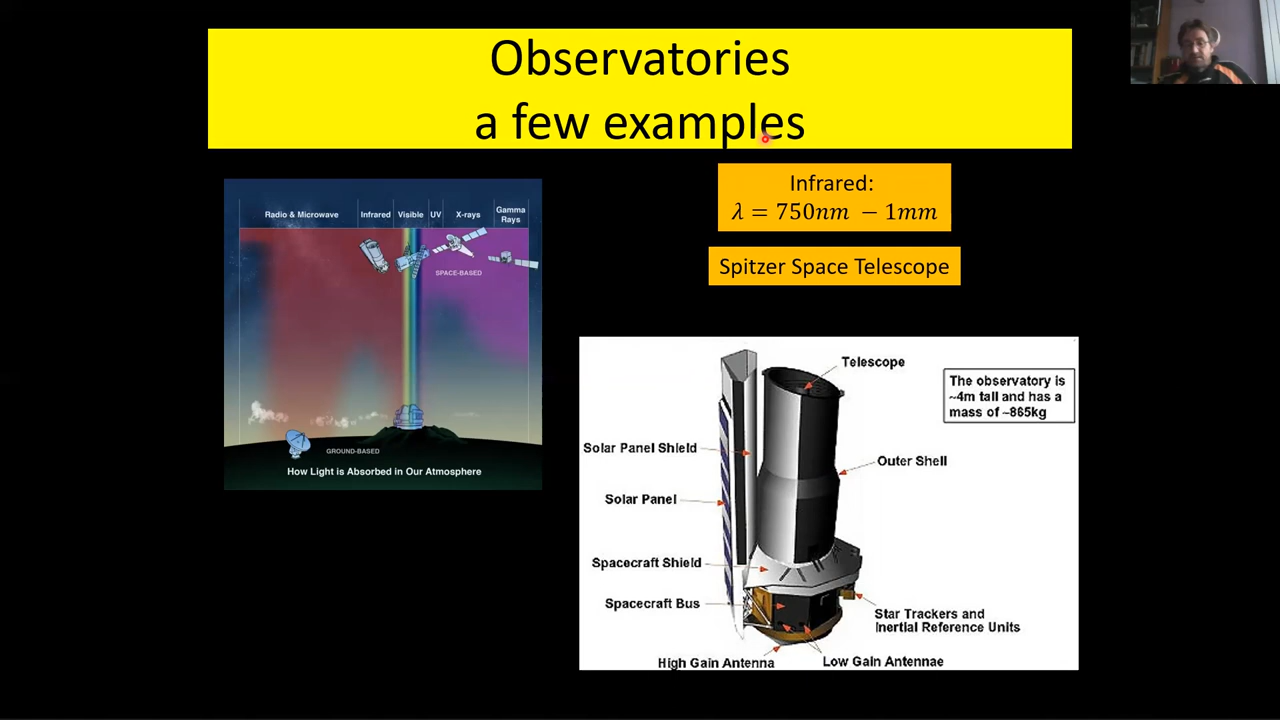 Observatories
a few examples
Infrared:
λ = 750nm − 1mm
Spitzer Space Telescope
Radio & Microwave
Infrared
Visible
UV
X-rays
Gamma
Rays
SPACE-BASED
GROUND-BASED
How Light is Absorbed in Our Atmosphere
Telescope
The observatory is
~4m tall and has a
mass of ~865kg
Solar Panel Shield
Outer Shell
Solar Panel
Spacecraft Shield
Spacecraft Bus
Star Trackers and
Inertial Reference Units
High Gain Antenna
Low Gain Antennae